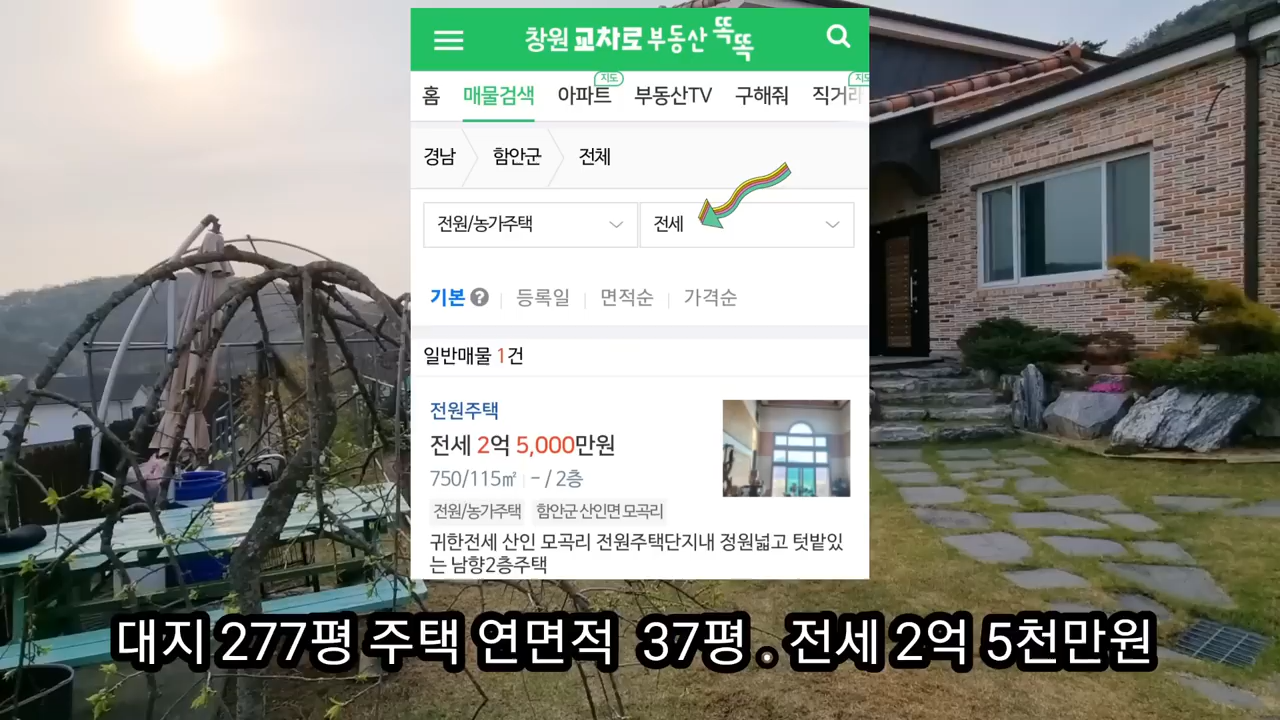 창원 교차로 부동산 똑똑
지도 지도
홈 매물검색 아파트 부동산TV 구해줘 직거래
경남 함안군 전체
전원/농가주택 전세
기본 ? 등록일 면적순 가격순
일반매물 1건
전원주택
전세 2억 5,000만원
750/115㎡ - / 2층
전원/농가주택 함안군 산인면 모곡리
귀한전세 산인 모곡리 전원주택단지내 정원넓고 텃밭있
는 남향2층주택
대지 277평 주택 연면적 37평 . 전세 2억 5천만원